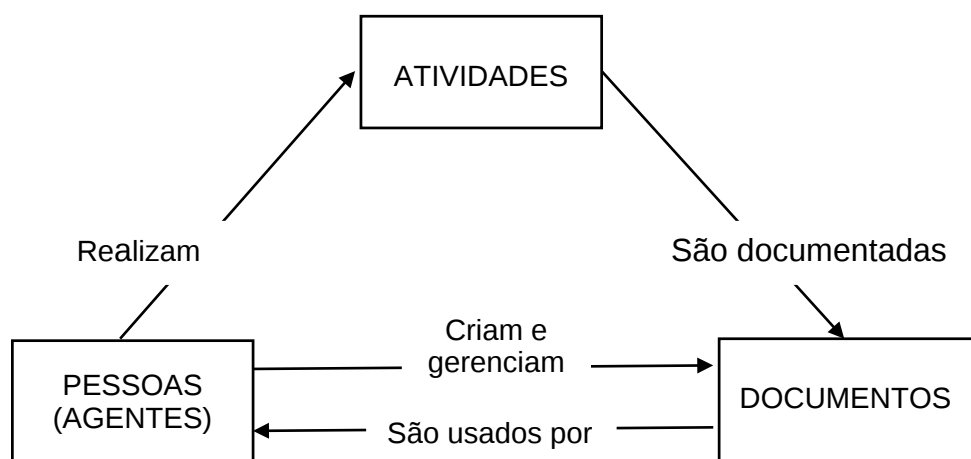 ATIVIDADES
Realizam
São documentadas
Criam e
gerenciam
PESSOAS
(AGENTES)
DOCUMENTOS
São usados por